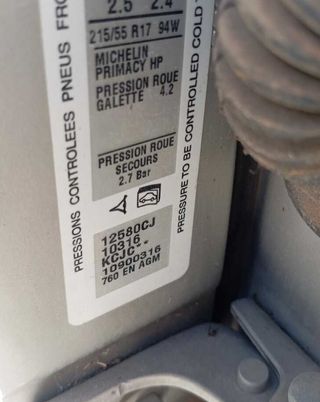 2.5 2.4
215/55 R17 94W
MICHELIN
PRIMACY HP
PRESSION ROUE
GALETTE 4.2
PRESSION ROUE
SECOURS
2.7 Bar
12580CJ
10316
KCJC**
10900316
760 EN AGM
PRESSIONS CONTROLEES PNEUS FRO
PRESSURE TO BE CONTROLLED COLD